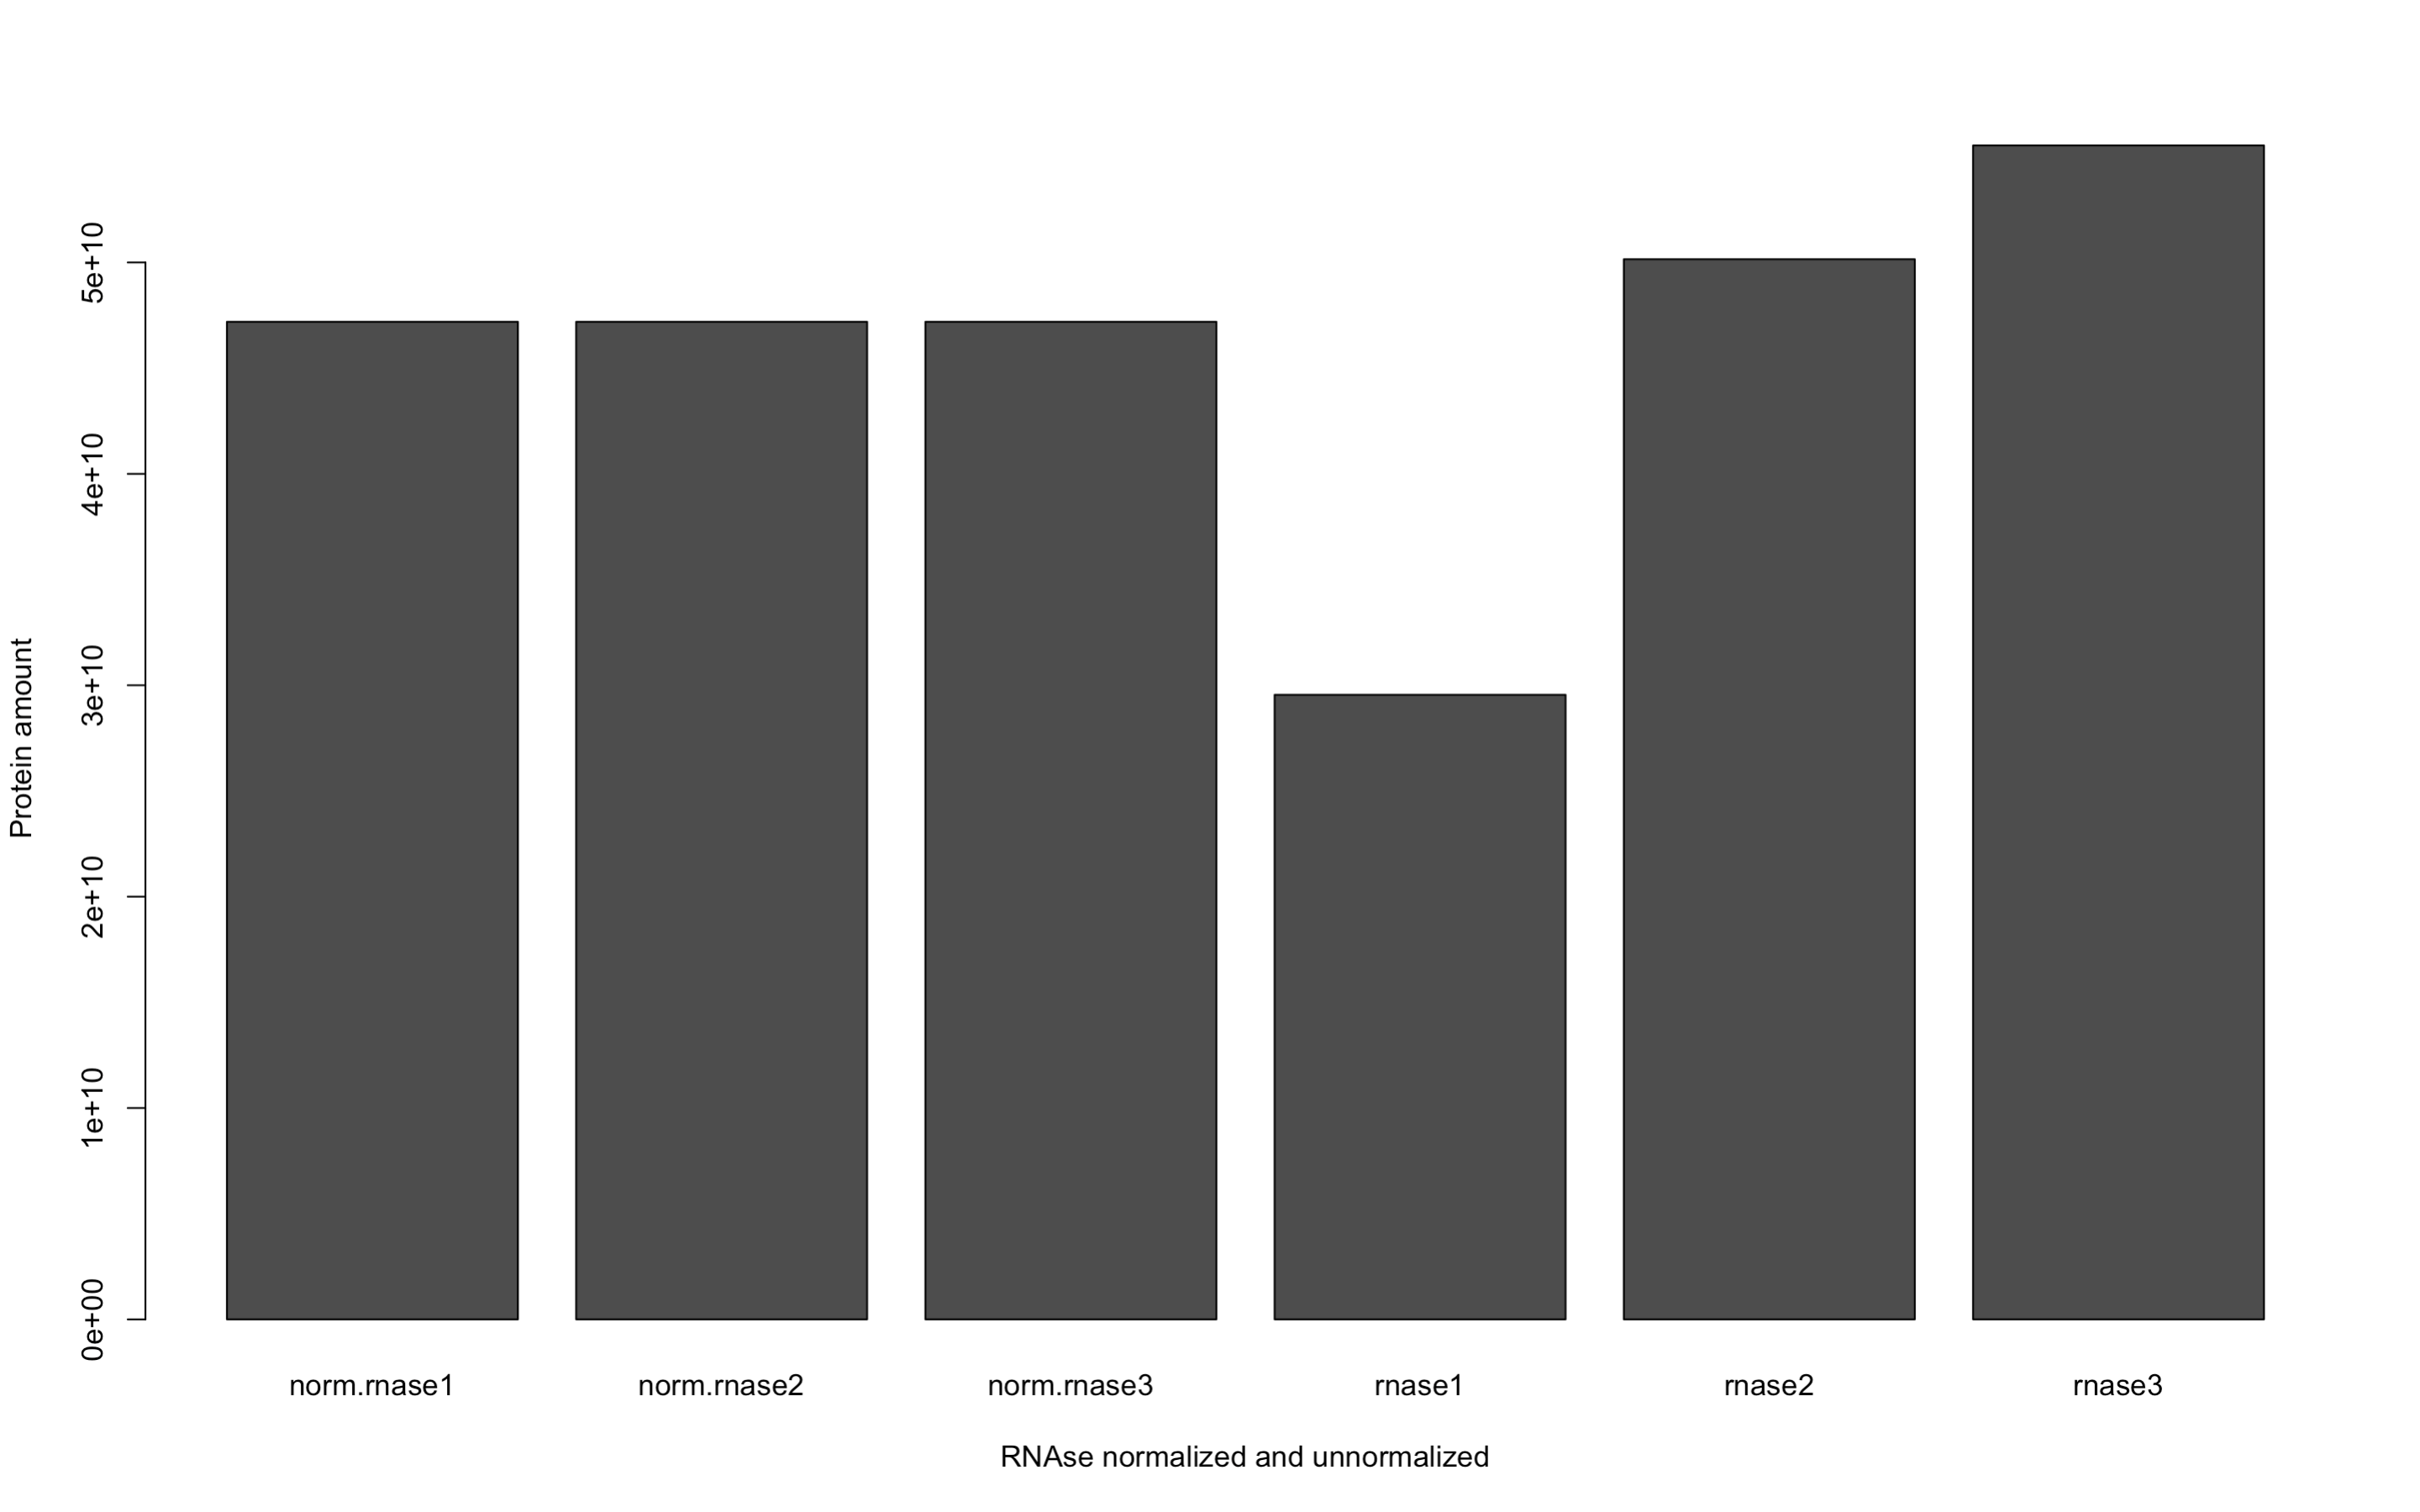 Protein amount
5e+10
4e+10
3e+10
2e+10
1e+10
0e+00
norm.rnase1
norm.rnase2
norm.rnase3
rnase1
rnase2
rnase3
RNAse normalized and unnormalized